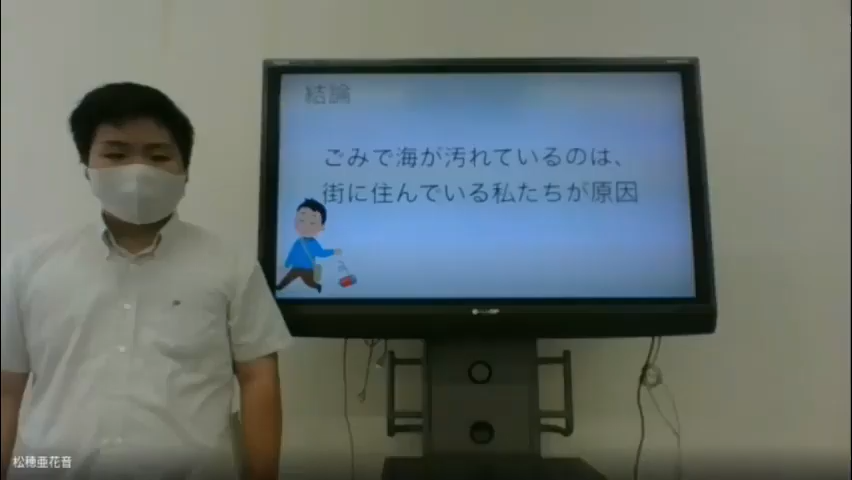 結論
ごみで海が汚れているのは、
街に住んでいる私たちが原因
松穂亜花音